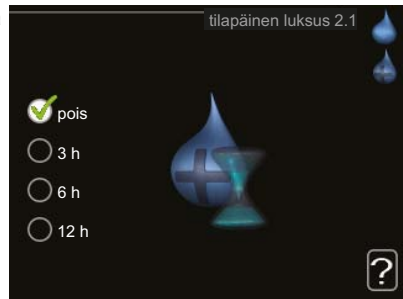 tilapäinen luksus 2.1
pois
3 h
6 h
12 h
?